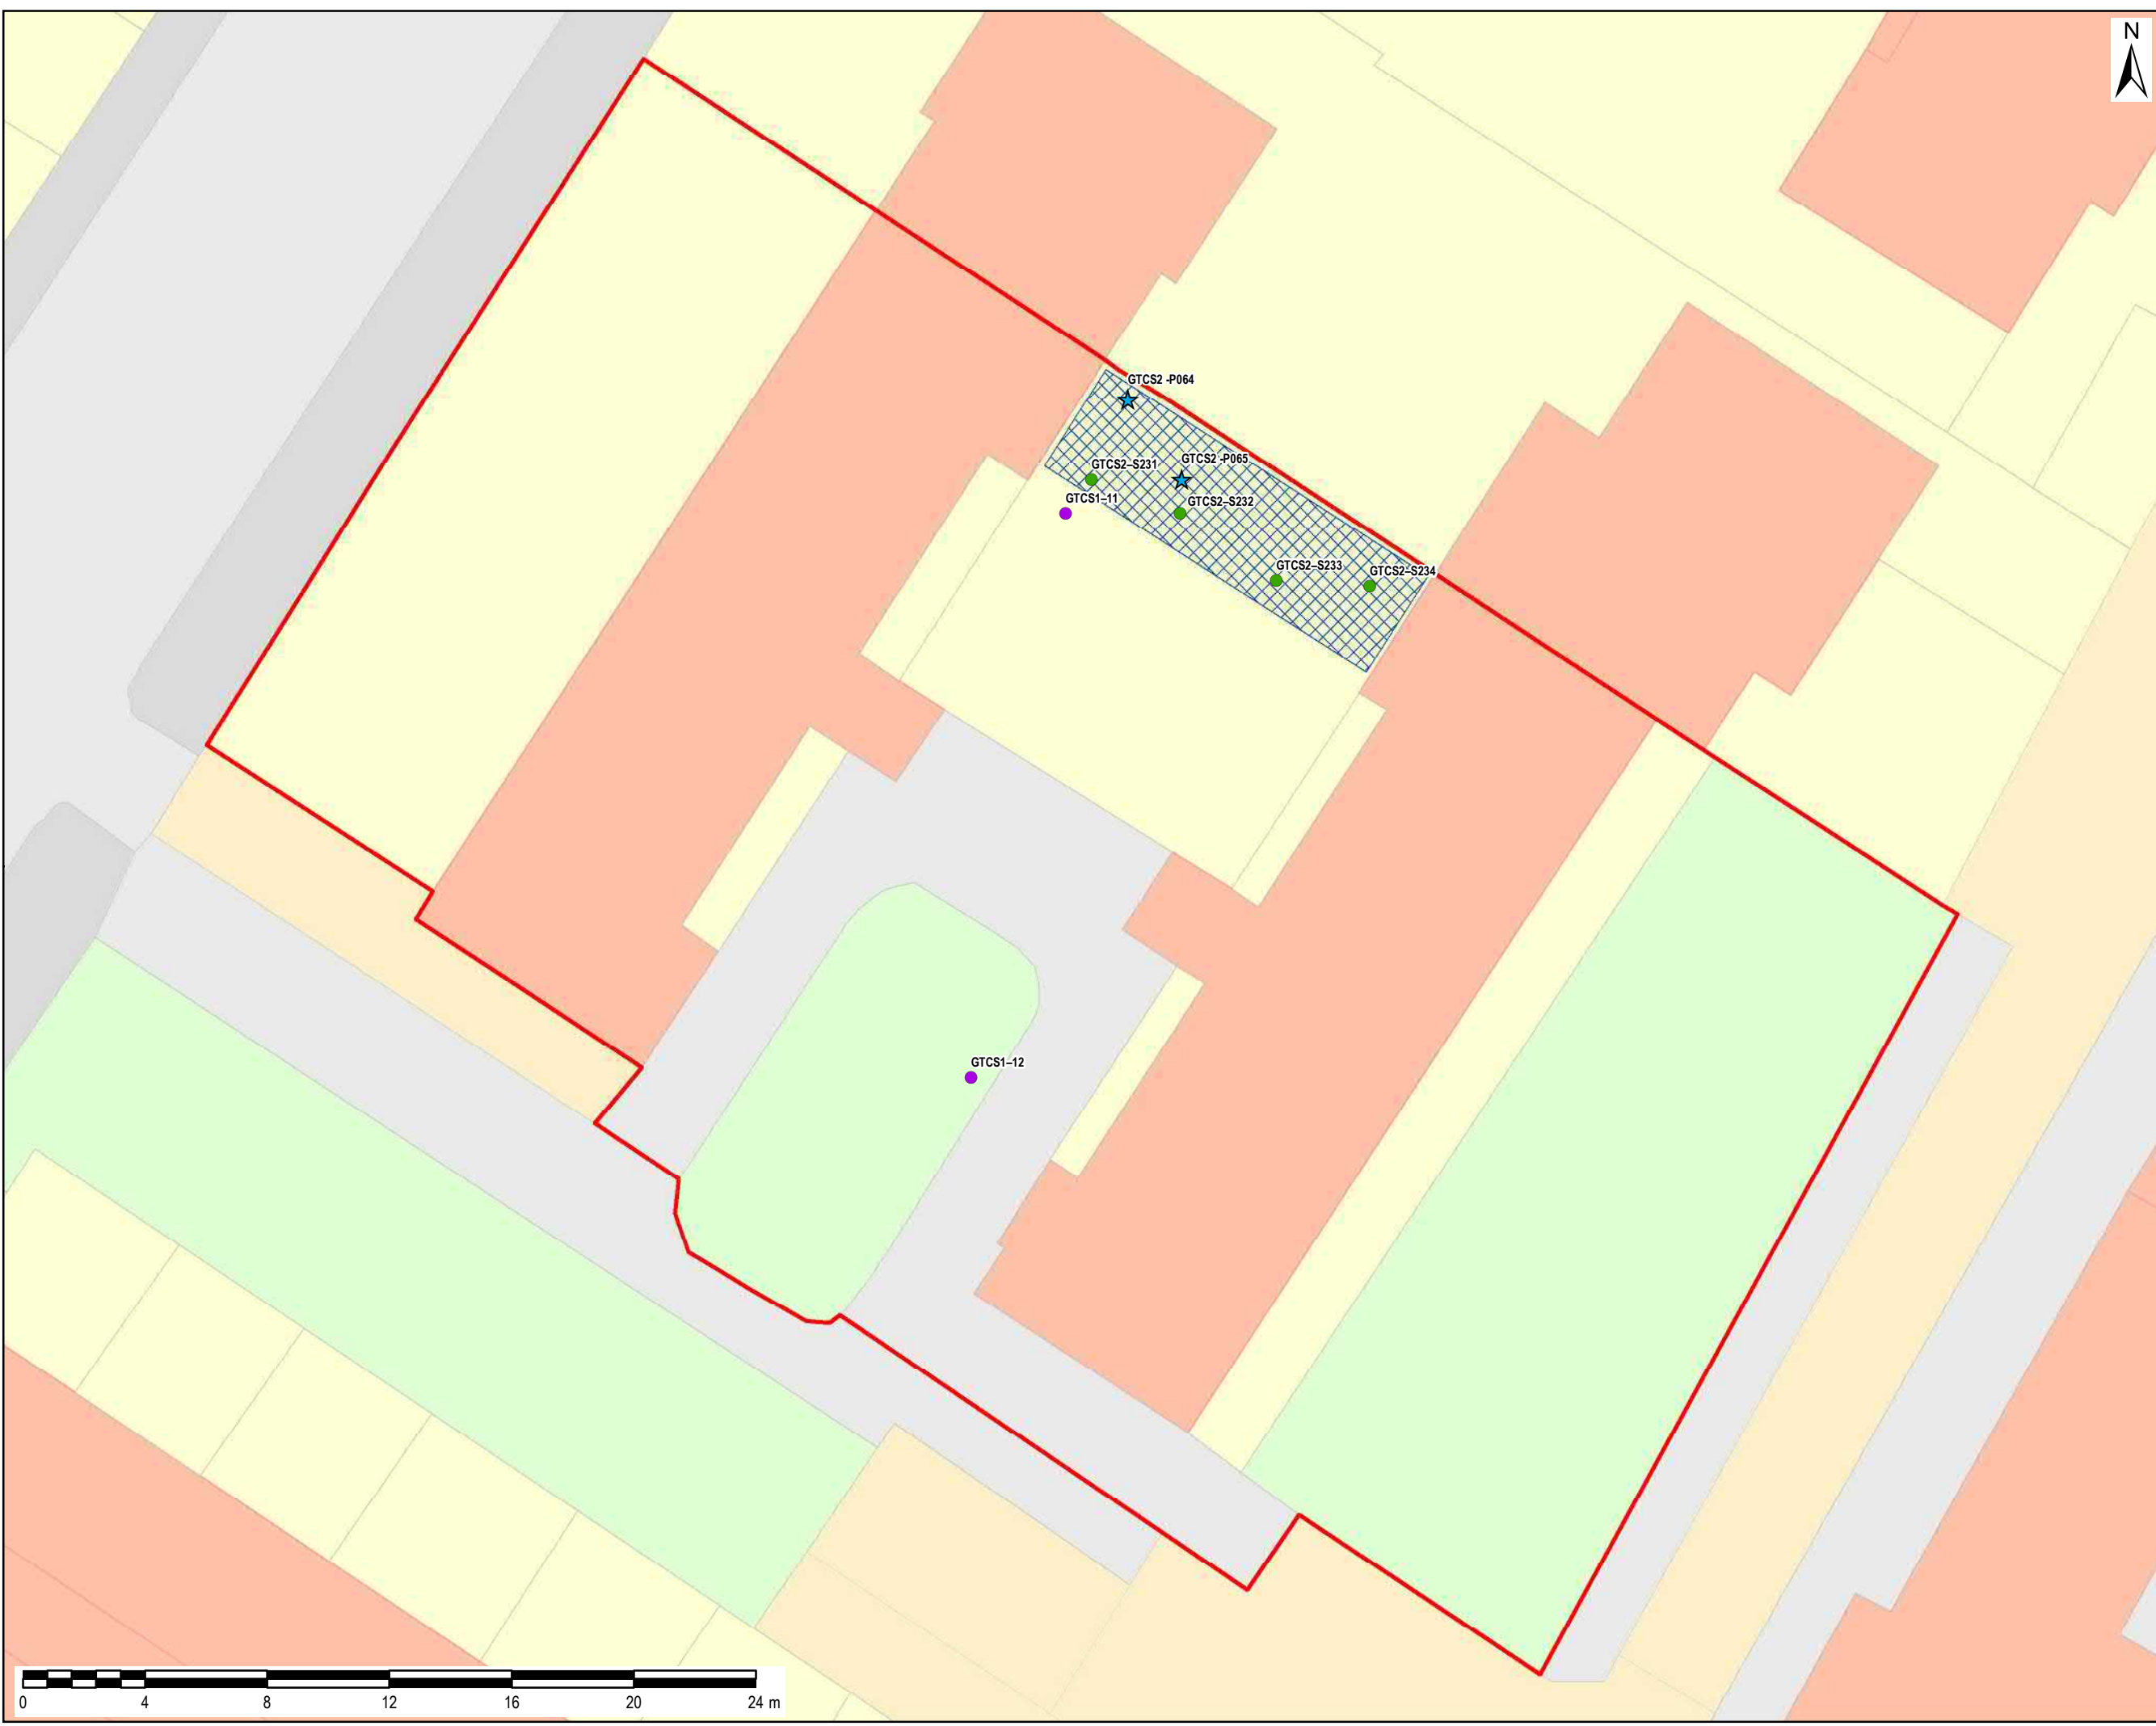 N
GTCS2 -P064
GTCS2 -P065
GTCS2–S231
GTCS1–11
GTCS2–S232
GTCS2–S233
GTCS2–S234
GTCS1–12
0 4 8 12 16 20 24 m